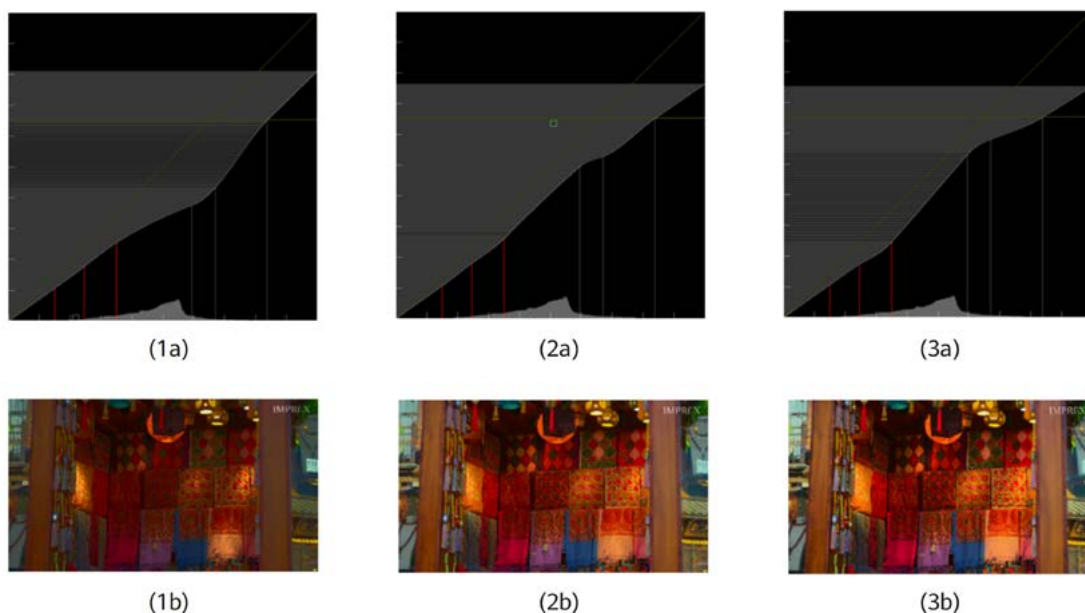 (1a) (2a) (3a)
IMPREX IMPREX IMPREX
(1b) (2b) (3b)